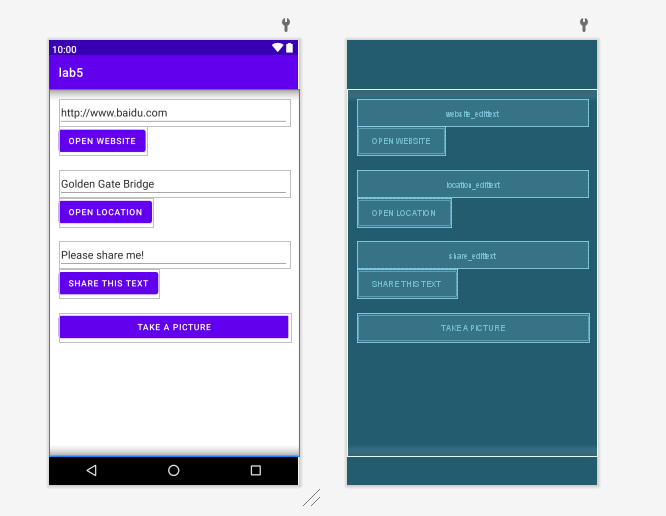 10:00
lab5
http://www.baidu.com
OPEN WEBSITE
Golden Gate Bridge
OPEN LOCATION
Please share me!
SHARE THIS TEXT
TAKE A PICTURE
website_edittext
OPEN WEBSITE
location_edittext
OPEN LOCATION
share_edittext
SHARE THIS TEXT
TAKE A PICTURE